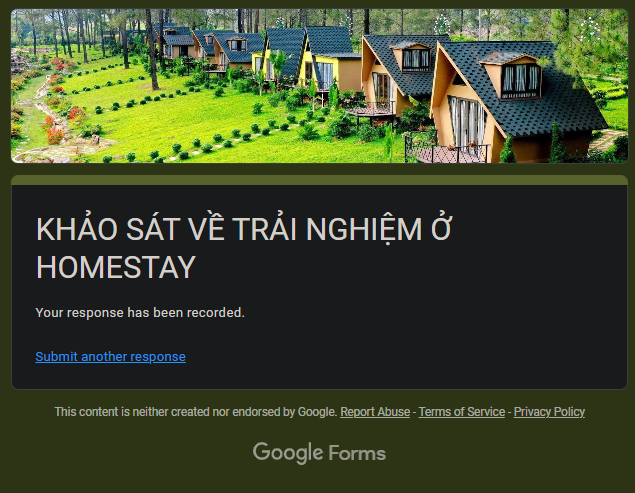 KHẢO SÁT VỀ TRẢI NGHIỆM Ở
HOMESTAY
Your response has been recorded.
Submit another response
This content is neither created nor endorsed by Google. Report Abuse - Terms of Service - Privacy Policy
Google Forms